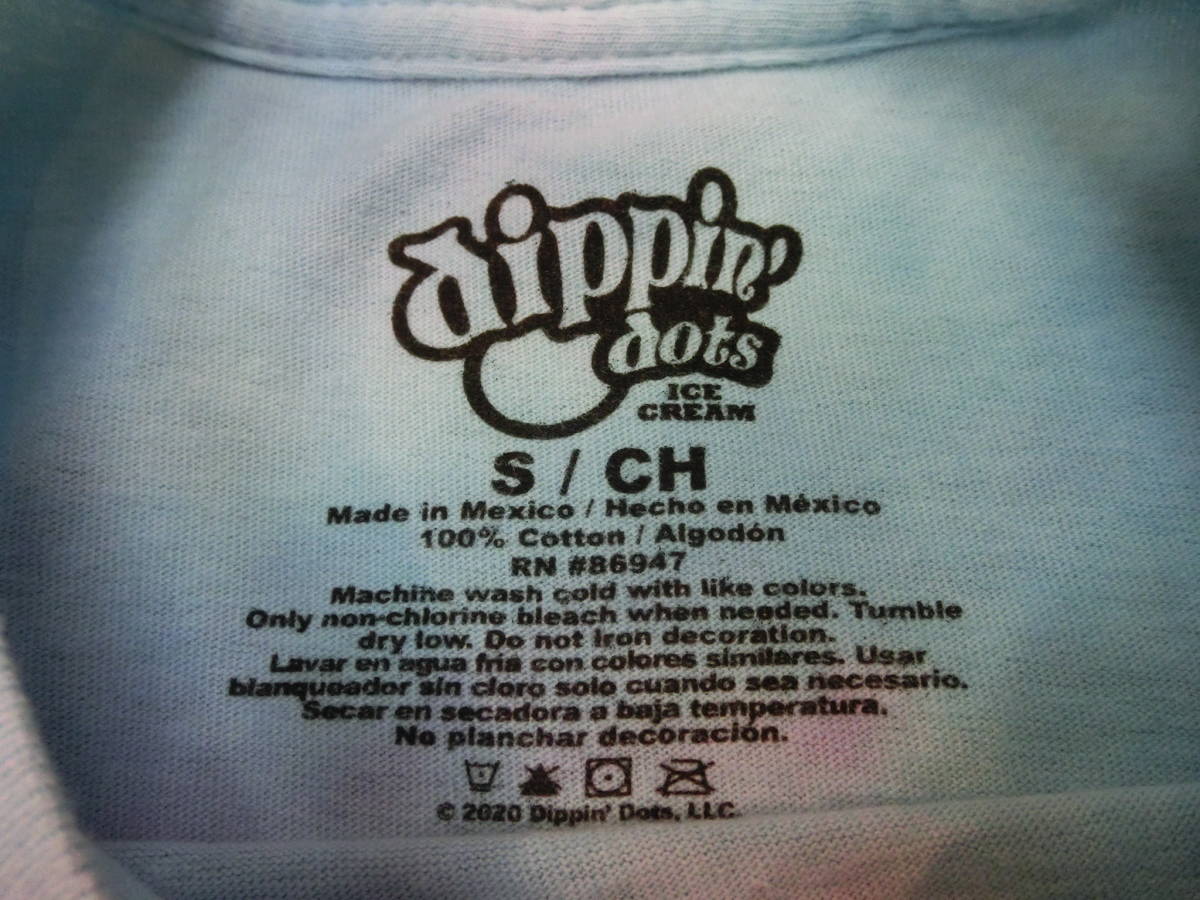 dippin'
dots
ICE
CREAM
S / CH
Made in Mexico / Hecho en México
100% Cotton / Algodón
RN #86947
Machine wash cold with like colors.
Only non-chlorine bleach when needed. Tumble
dry low. Do not iron decoration.
Lavar en agua fria con colores similares. Usar
blanqueador sin cloro solo cuando sea necesario.
Secar en secadora a baja temperatura.
No planchar decoración.
© 2020 Dippin' Dots, LLC.